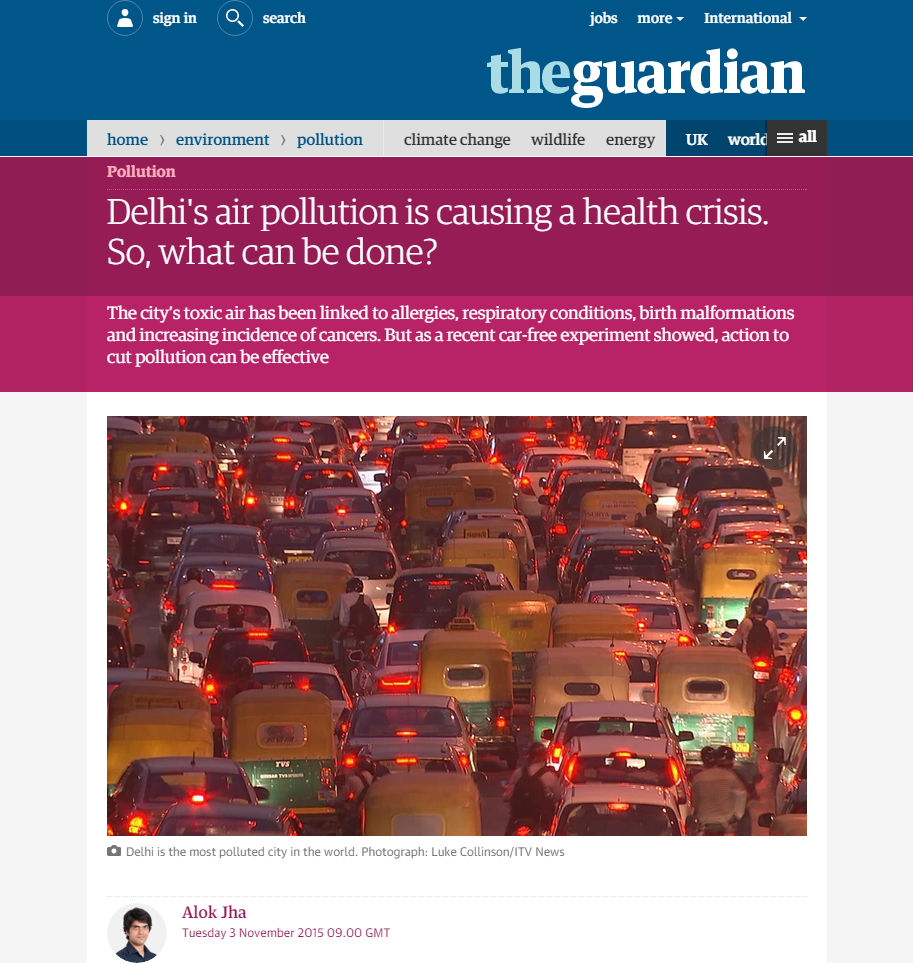 sign in search jobs more International
theguardian
home › environment › pollution climate change wildlife energy UK world all
Pollution
Delhi's air pollution is causing a health crisis.
So, what can be done?
The city's toxic air has been linked to allergies, respiratory conditions, birth malformations
and increasing incidence of cancers. But as a recent car-free experiment showed, action to
cut pollution can be effective
TVS
Delhi is the most polluted city in the world. Photograph: Luke Collinson/ITV News
Alok Jha
Tuesday 3 November 2015 09.00 GMT